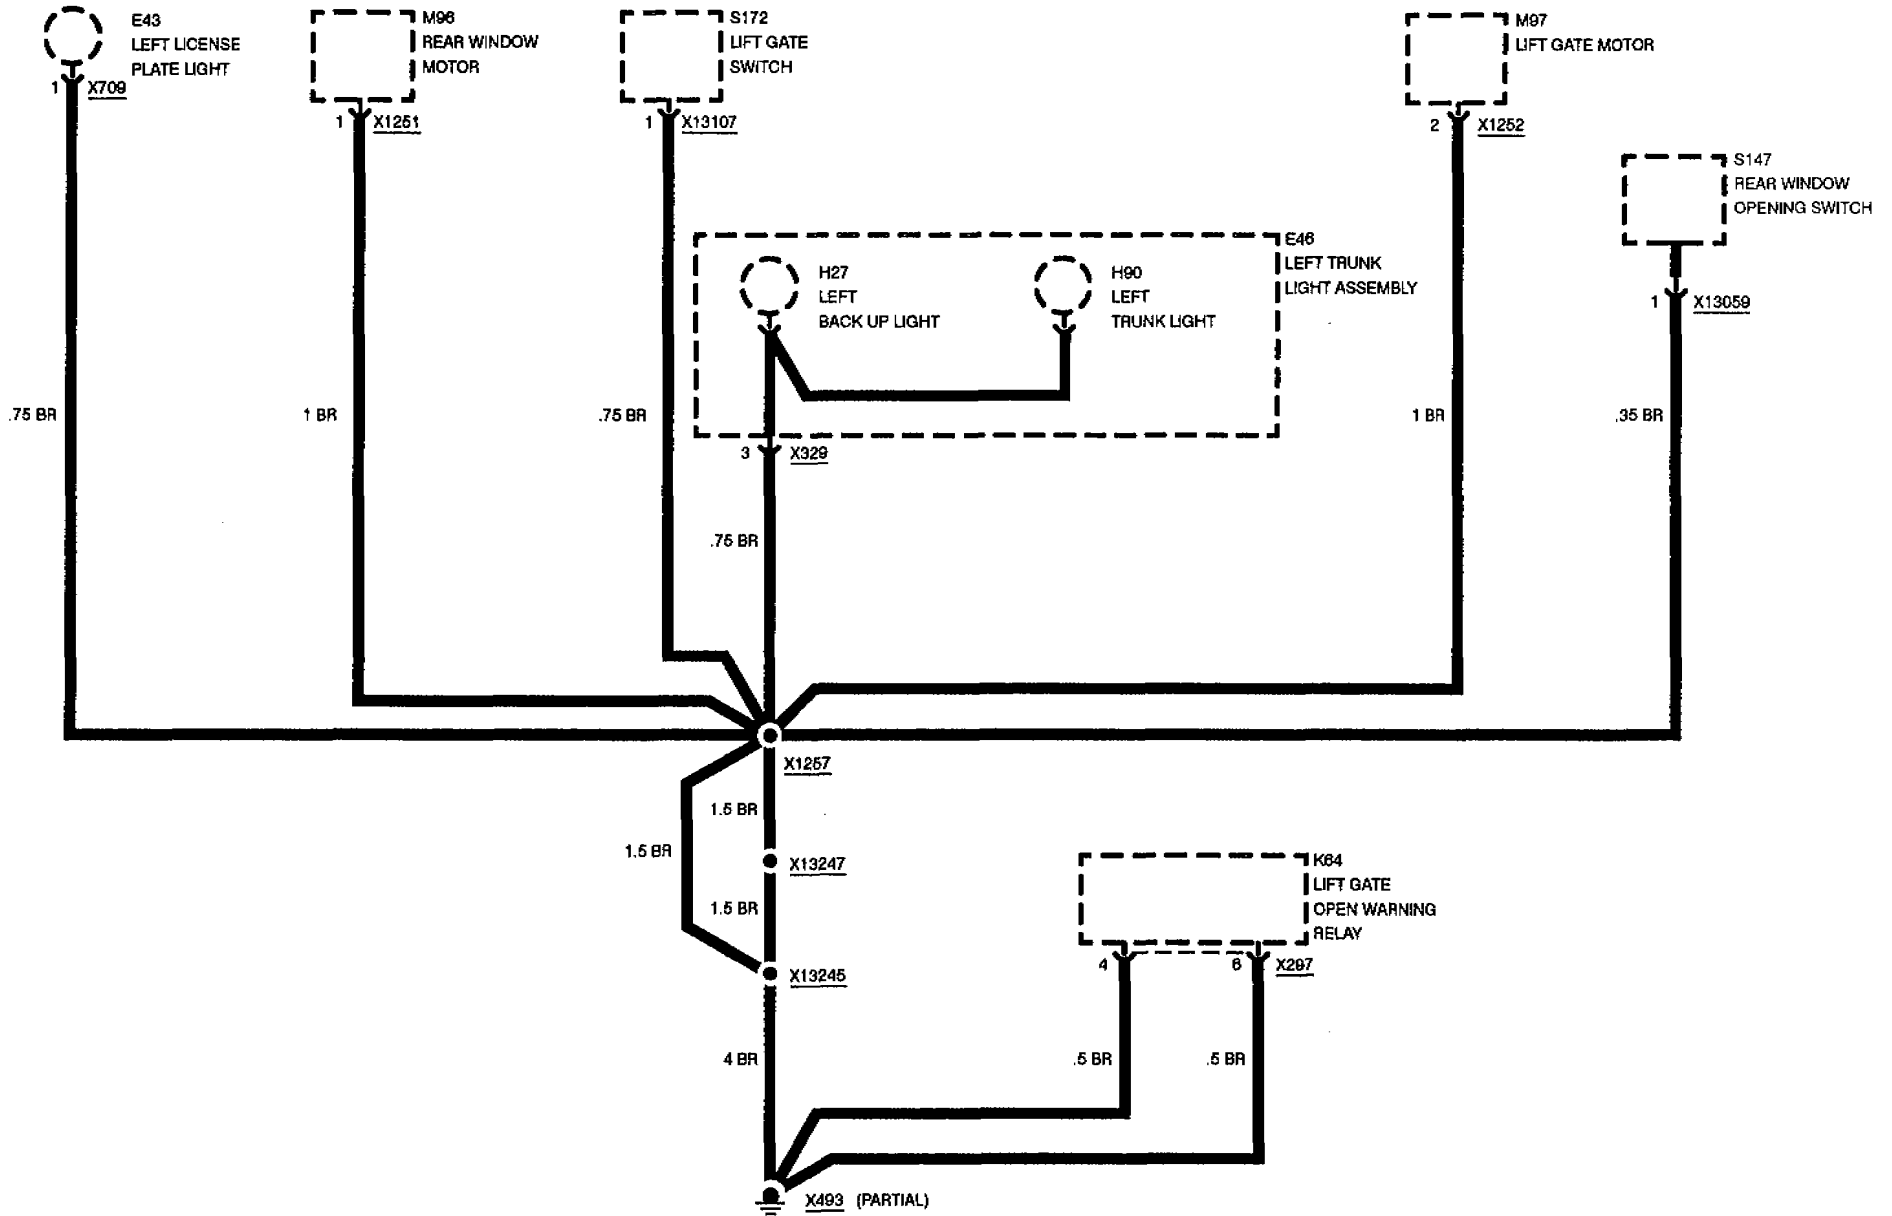 E43
LEFT LICENSE
PLATE LIGHT
1 X709
M96
REAR WINDOW
MOTOR
1 X1251
S172
LIFT GATE
SWITCH
1 X13107
M97
LIFT GATE MOTOR
2 X1252
S147
REAR WINDOW
OPENING SWITCH
1 X13059
E46
LEFT TRUNK
LIGHT ASSEMBLY
H27
LEFT
BACK UP LIGHT
H90
LEFT
TRUNK LIGHT
3 X329
.75 BR
1 BR
.75 BR
1 BR
.35 BR
.75 BR
X1257
1.5 BR
1.5 BR
X13247
1.5 BR
X13245
K64
LIFT GATE
OPEN WARNING
RELAY
4
6 X297
4 BR
.5 BR
.5 BR
X493 (PARTIAL)